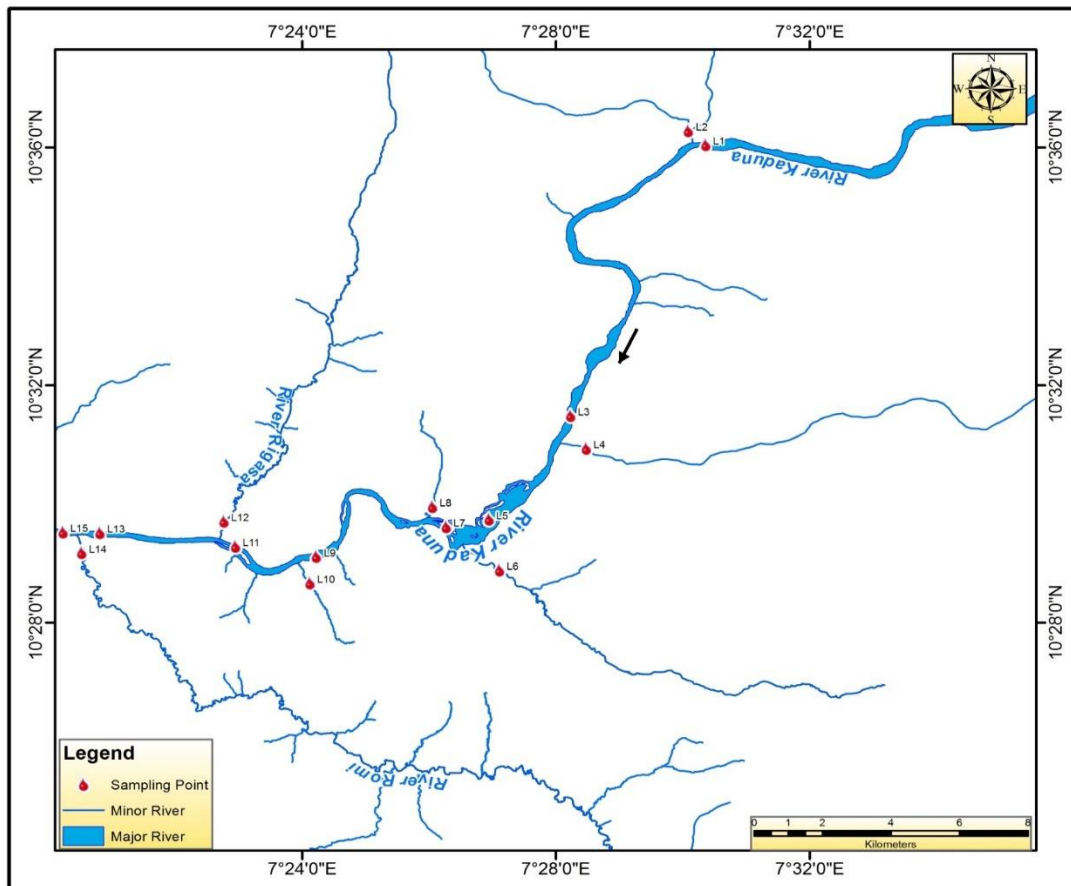 7°24'0"E 7°28'0"E 7°32'0"E
N
W E
S
10°36'0"N 10°36'0"N
L2
L1
River Kaduna
10°32'0"N 10°32'0"N
River Rigasa
L3
L4
L8
L5
L7
River Kaduna
L12
L15 L13
L11
L14
L9
L6
L10
10°28'0"N 10°28'0"N
River Romi
Legend
Sampling Point
Minor River
Major River
0 1 2 4 6 8
Kilometers
7°24'0"E 7°28'0"E 7°32'0"E